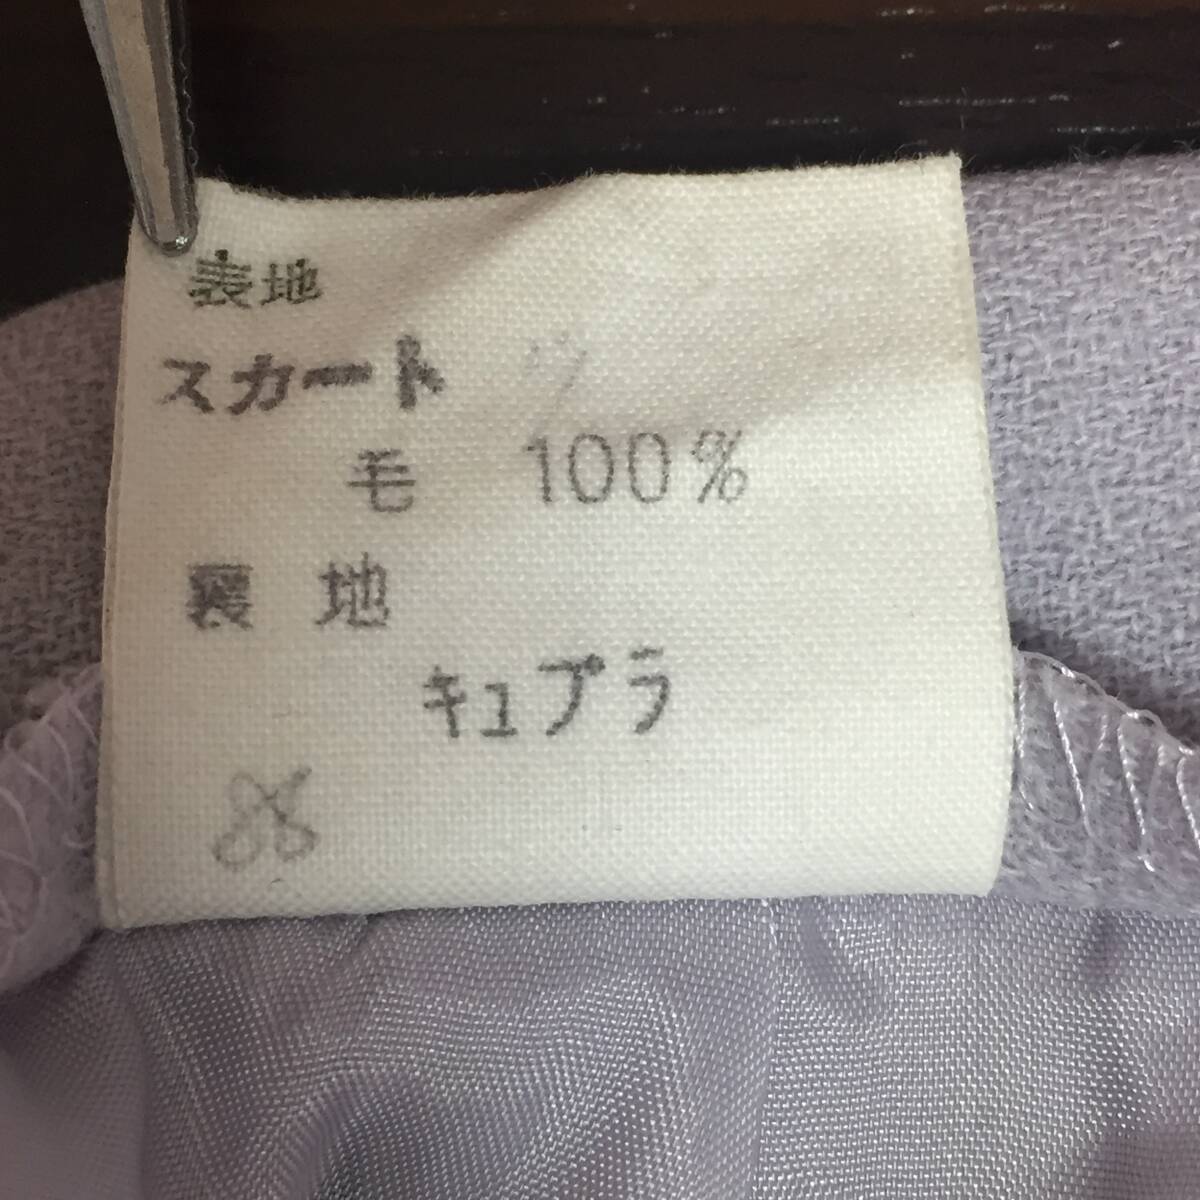 表地
スカート
毛 100%
裏地
キュプラ